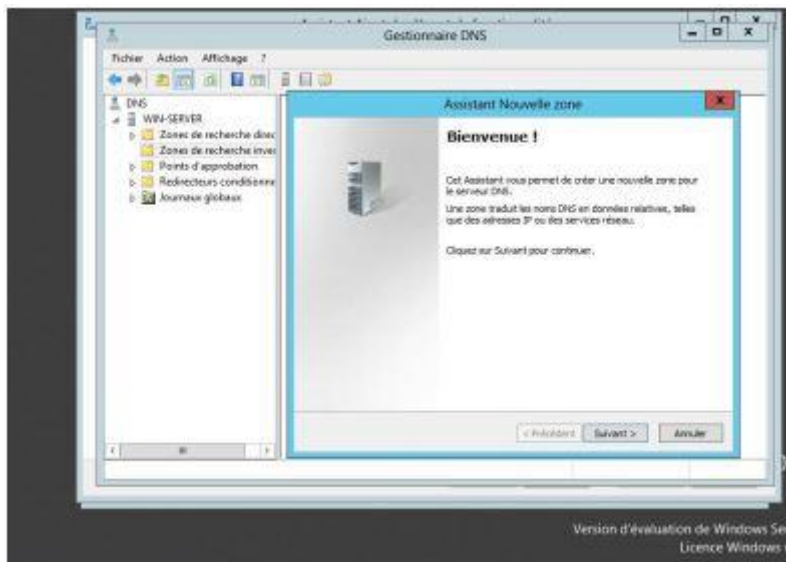 Gestionnaire DNS
Fichier Action Affichage ?
DNS
WIN-SERVER
Zones de recherche direc
Zones de recherche inver
Points d'approbation
Redirecteurs conditionne
Journaux globaux
Assistant Nouvelle zone
Bienvenue !
Cet Assistant vous permet de créer une nouvelle zone pour
le serveur DNS.
Une zone traduit les noms DNS en données relatives, telles
que des adresses IP ou des services réseau.
Cliquez sur Suivant pour continuer.
< Précédent Suivant > Annuler
Version d'évaluation de Windows Se
Licence Windows